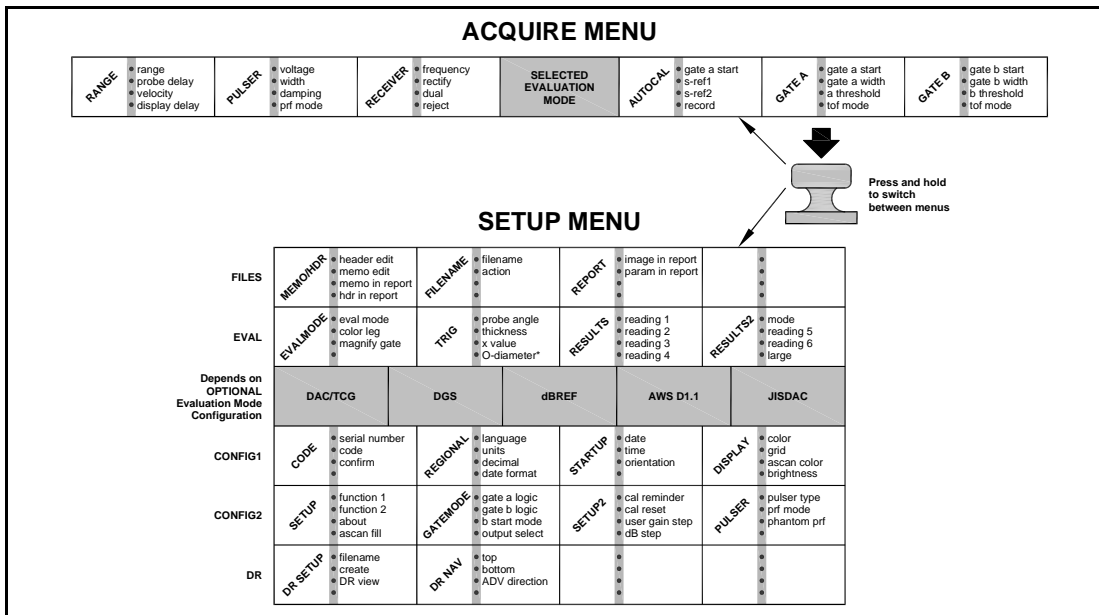 ACQUIRE MENU
RANGE
range
probe delay
velocity
display delay
PULSER
voltage
width
damping
prf mode
RECEIVER
frequency
rectify
dual
reject
SELECTED
EVALUATION
MODE
AUTOCAL
gate a start
s-ref1
s-ref2
record
GATE A
gate a start
gate a width
a threshold
tof mode
GATE B
gate b start
gate b width
b threshold
tof mode
Press and hold
to switch
between menus
SETUP MENU
FILES
MEMO/HDR
header edit
memo edit
memo in report
hdr in report
FILENAME
filename
action
REPORT
image in report
param in report
EVAL
EVALMODE
eval mode
color leg
magnify gate
TRIG
probe angle
thickness
x value
O-diameter*
RESULTS
reading 1
reading 2
reading 3
reading 4
RESULTS2
mode
reading 5
reading 6
large
Depends on
OPTIONAL
Evaluation Mode
Configuration
DAC/TCG
DGS
dBREF
AWS D1.1
JISDAC
CONFIG1
CODE
serial number
code
confirm
REGIONAL
language
units
decimal
date format
STARTUP
date
time
orientation
DISPLAY
color
grid
ascan color
brightness
CONFIG2
SETUP
function 1
function 2
about
ascan fill
GATEMODE
gate a logic
gate b logic
b start mode
output select
SETUP2
cal reminder
cal reset
user gain step
dB step
PULSER
pulser type
prf mode
phantom prf
DR
DR SETUP
filename
create
DR view
DR NAV
top
bottom
ADV direction